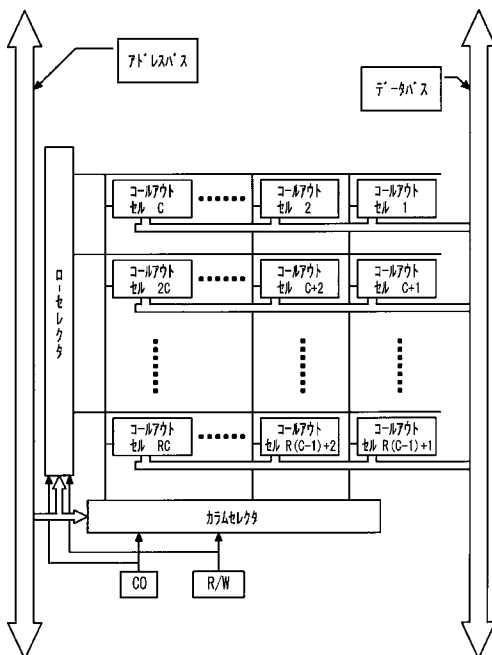 アドレスバス
データバス
ローセレクタ
コールアウト
セル C
コールアウト
セル 2
コールアウト
セル 1
コールアウト
セル 2C
コールアウト
セル C+2
コールアウト
セル C+1
コールアウト
セル RC
コールアウト
セル R(C-1)+2
コールアウト
セル R(C-1)+1
カラムセレクタ
CO
R/W